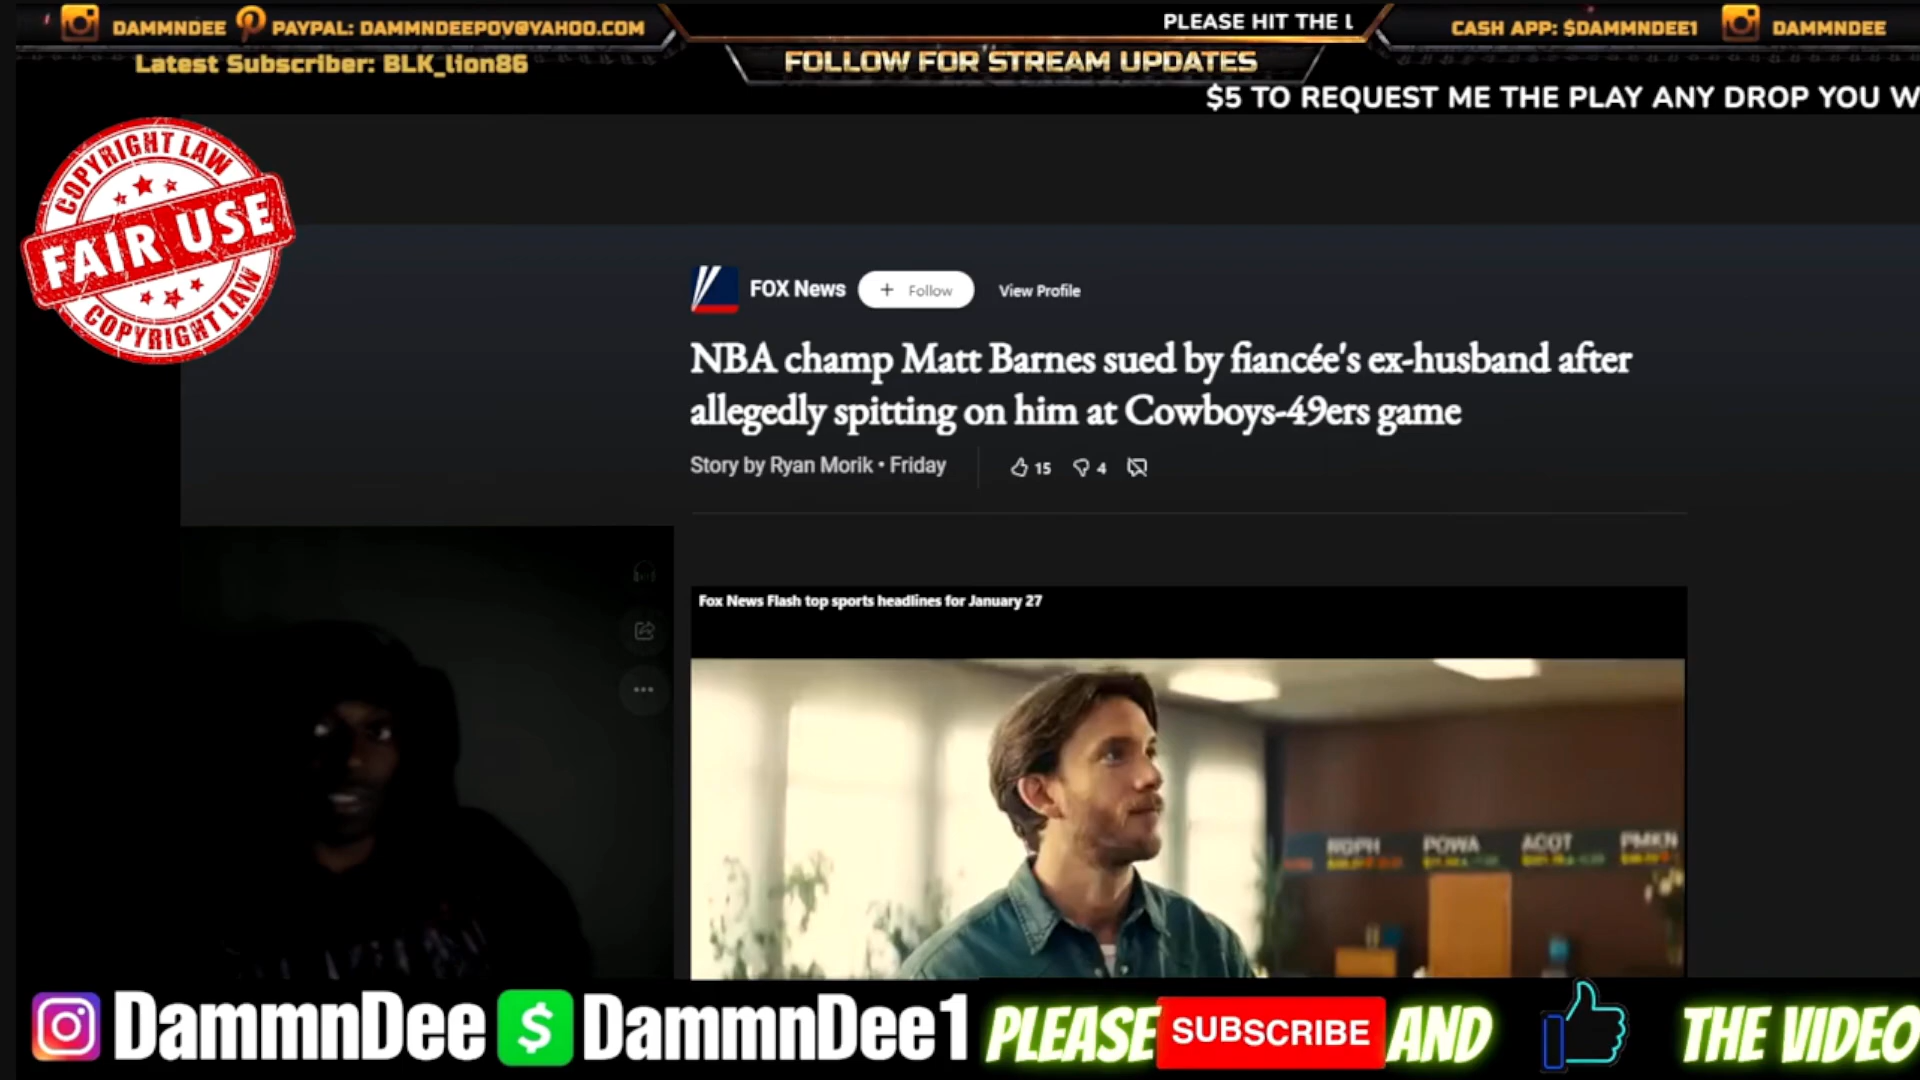 DAMMNDEE PAYPAL: DAMMNDEEPOV@YAHOO.COM
PLEASE HIT THE L
CASH APP: $DAMMNDEE1 DAMMNDEE
Latest Subscriber: BLK_lion86
FOLLOW FOR STREAM UPDATES
$5 TO REQUEST ME THE PLAY ANY DROP YOU W
COPYRIGHT LAW
FAIR USE
COPYRIGHT LAW
FOX News + Follow View Profile
NBA champ Matt Barnes sued by fiancée's ex-husband after
allegedly spitting on him at Cowboys-49ers game
Story by Ryan Morik • Friday 15 4
Fox News Flash top sports headlines for January 27
POWA
DammnDee $ DammnDee1 PLEASE SUBSCRIBE AND THE VIDEO